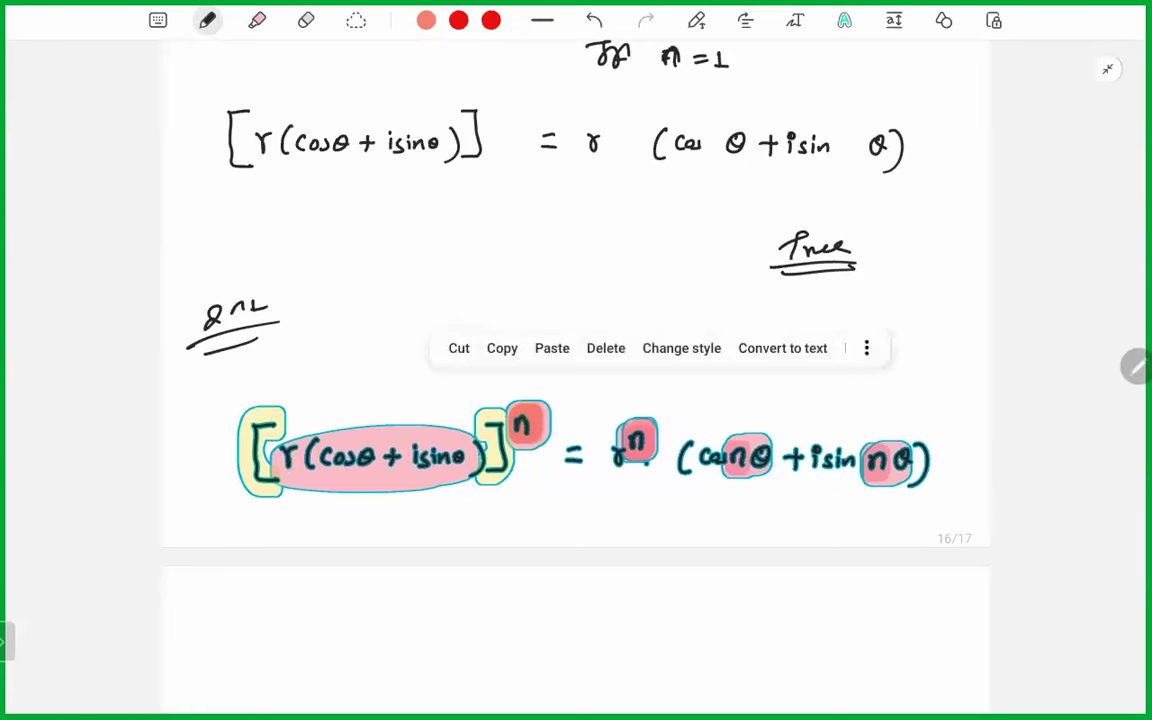 for n = 1
[r(cosθ + isinθ)] = r (cos θ + isin θ)
True
Cut Copy Paste Delete Change style Convert to text
[r(cosθ + isinθ)]ⁿ = rⁿ (cosnθ + isin nθ)
16/17